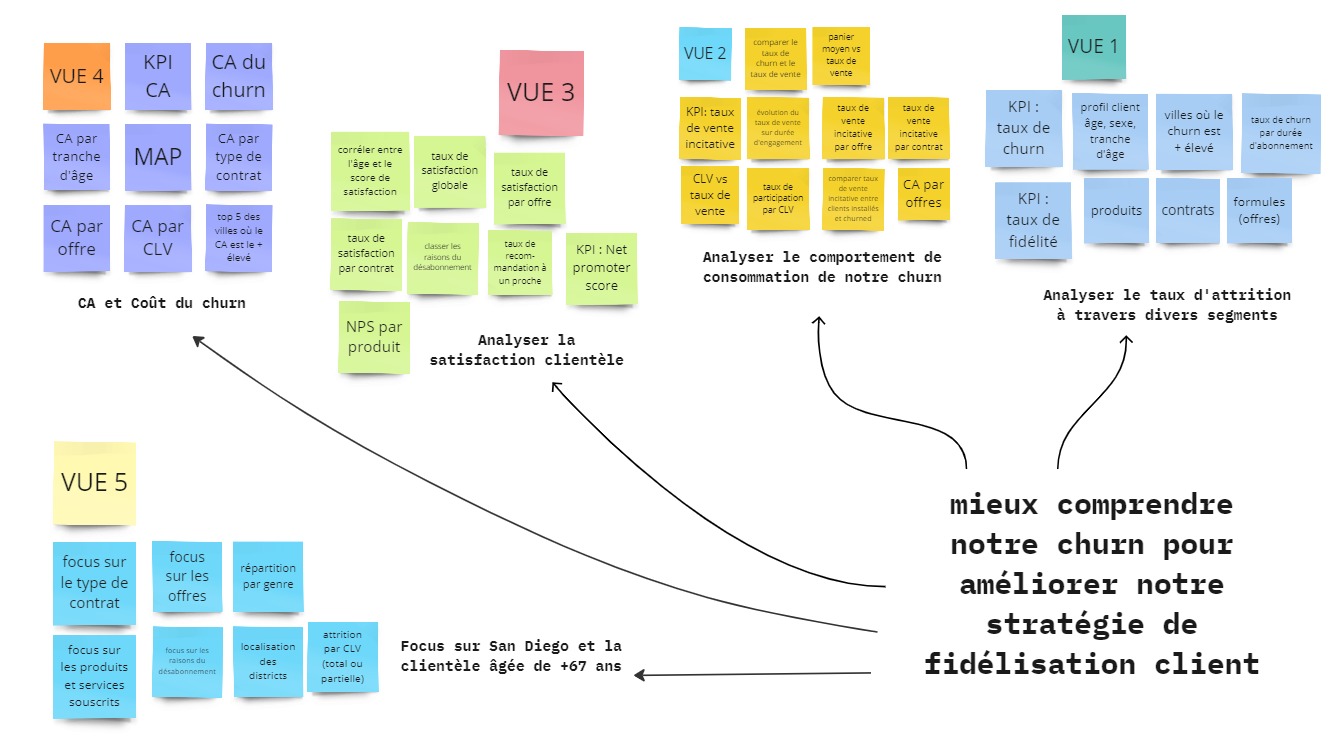 VUE 4
KPI
CA
CA du
churn
CA par
tranche
d'âge
MAP
CA par
type de
contrat
CA par
offre
CA par
CLV
top 5 des
villes où le
CA est le +
élevé
CA et Coût du churn
VUE 3
corréler entre
l'âge et le
score de
satisfaction
taux de
satisfaction
globale
taux de
satisfaction
par offre
taux de
satisfaction
par contrat
classer les
raisons du
désabonnement
taux de
recom-
mandation à
un proche
KPI : Net
promoter
score
NPS par
produit
Analyser la
satisfaction clientèle
VUE 2
comparer le
taux de
churn et le
taux de vente
panier
moyen vs
taux de
vente
KPI: taux
de vente
incitative
évolution du
taux de vente
sur durée
d'engagement
taux de
vente
incitative
par offre
taux de
vente
incitative
par contrat
CLV vs
taux de
vente
taux de
participation
par CLV
comparer taux
de vente
incitative entre
clients installés
et churned
CA par
offres
Analyser le comportement de
consommation de notre churn
VUE 1
KPI :
taux de
churn
profil client
âge, sexe,
tranche
d'âge
villes où le
churn est
+ élevé
taux de churn
par durée
d'abonnement
KPI :
taux de
fidélité
produits
contrats
formules
(offres)
Analyser le taux d'attrition
à travers divers segments
VUE 5
focus sur
le type de
contrat
focus
sur les
offres
répartition
par genre
focus sur
les produits
et services
souscrits
focus sur les
raisons du
désabonnement
localisation
des
districts
attrition
par CLV
(total ou
partielle)
Focus sur San Diego et la
clientèle âgée de +67 ans
mieux comprendre
notre churn pour
améliorer notre
stratégie de
fidélisation client